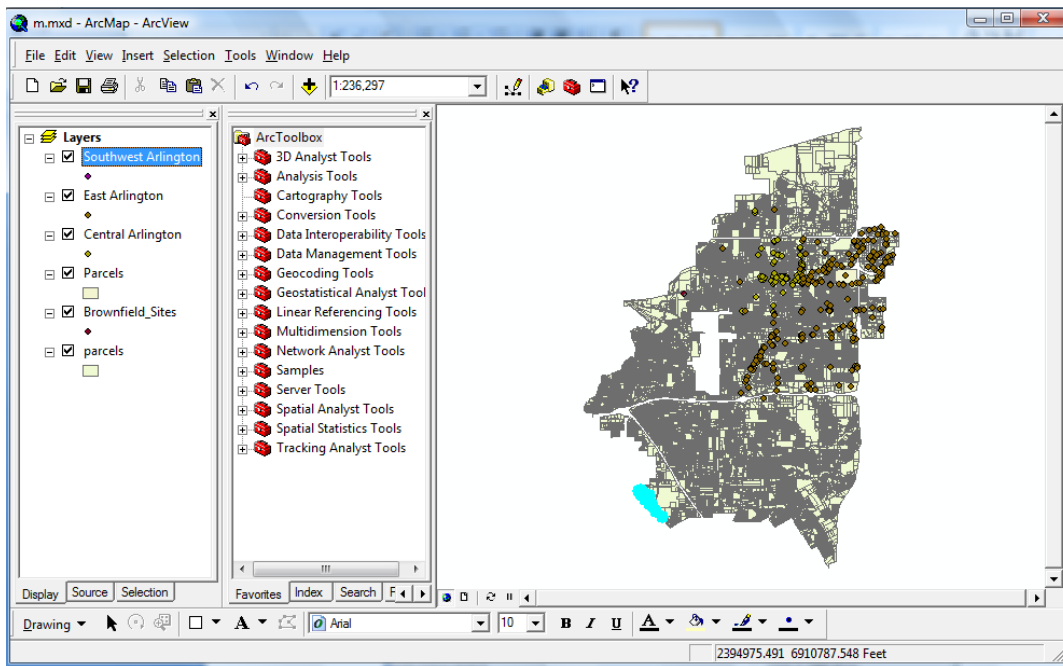 m.mxd - ArcMap - ArcView
File Edit View Insert Selection Tools Window Help
1:236,297
Layers
Southwest Arlington
East Arlington
Central Arlington
Parcels
Brownfield_Sites
parcels
Display Source Selection
ArcToolbox
3D Analyst Tools
Analysis Tools
Cartography Tools
Conversion Tools
Data Interoperability Tools
Data Management Tools
Geocoding Tools
Geostatistical Analyst Tool
Linear Referencing Tools
Multidimension Tools
Network Analyst Tools
Samples
Server Tools
Spatial Analyst Tools
Spatial Statistics Tools
Tracking Analyst Tools
Favorites Index Search
Drawing A Arial 10 B I U A
2394975.491 6910787.548 Feet